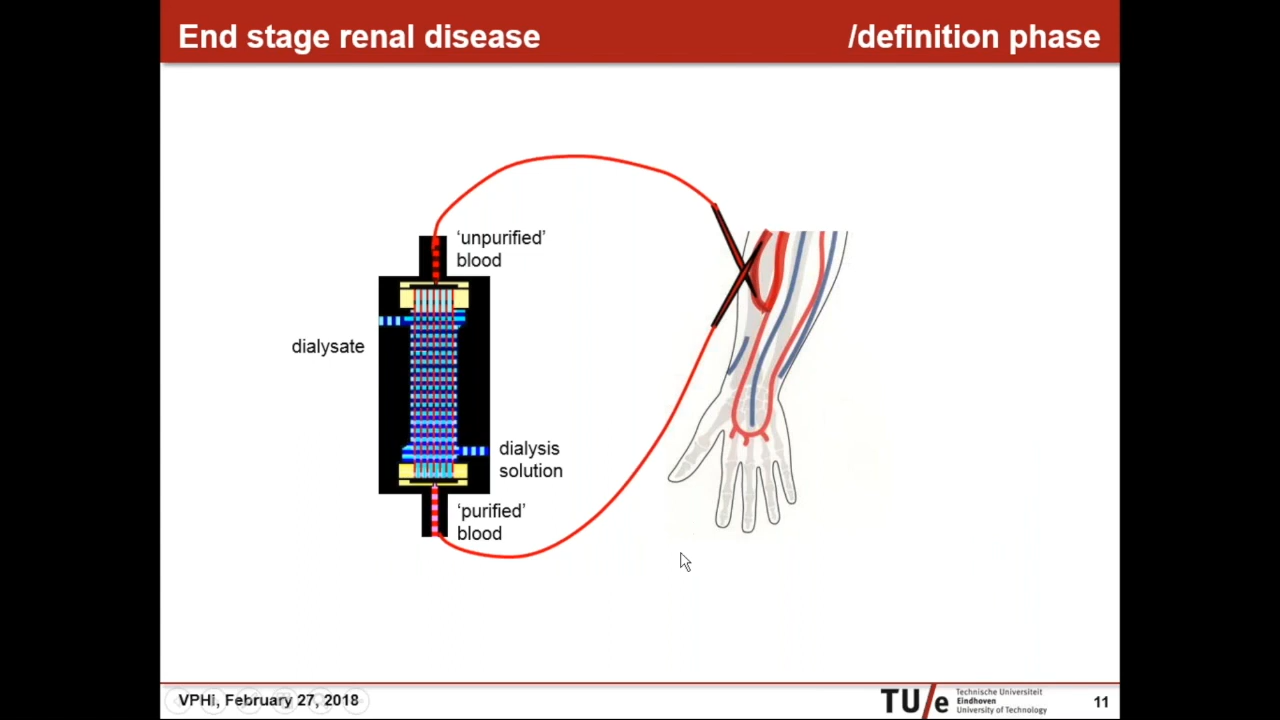 End stage renal disease
/definition phase
'unpurified'
blood
dialysate
dialysis
solution
'purified'
blood
VPHi, February 27, 2018
TU/e
Technische Universiteit
Eindhoven
University of Technology
11